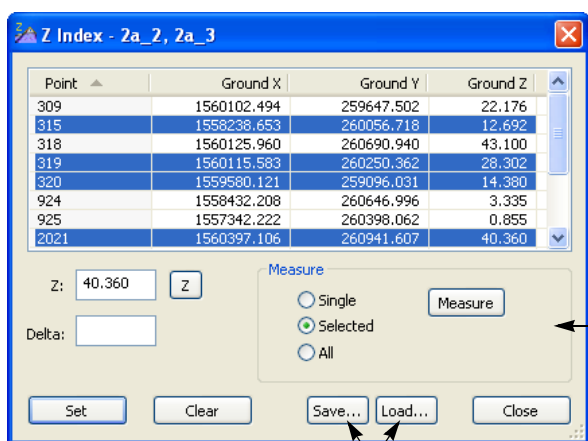 Z Index - 2a_2, 2a_3
Point Ground X Ground Y Ground Z
309 1560102.494 259647.502 22.176
315 1558238.653 260056.718 12.692
318 1560125.960 260690.940 43.100
319 1560115.583 260250.362 28.302
320 1559580.121 259096.031 14.380
924 1558432.208 260646.996 3.335
925 1557342.222 260398.062 0.855
2021 1560397.106 260941.607 40.360
Z: 40.360 Z
Delta:
Measure
Single
Selected
All
Measure
Set Clear Save... Load... Close